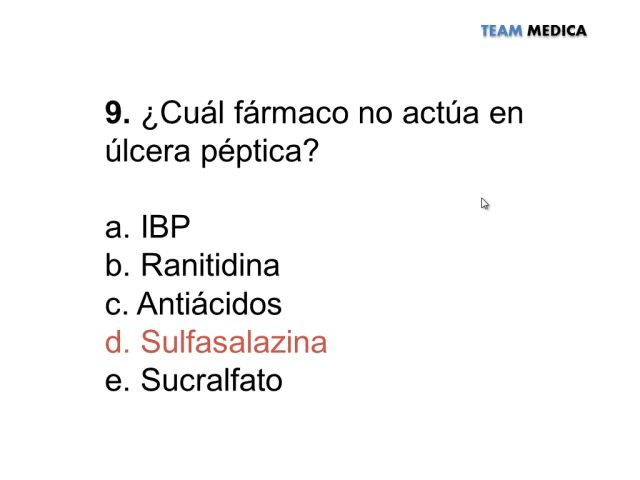 TEAM MEDICA
9. ¿Cuál fármaco no actúa en
úlcera péptica?
a. IBP
b. Ranitidina
c. Antiácidos
d. Sulfasalazina
e. Sucralfato